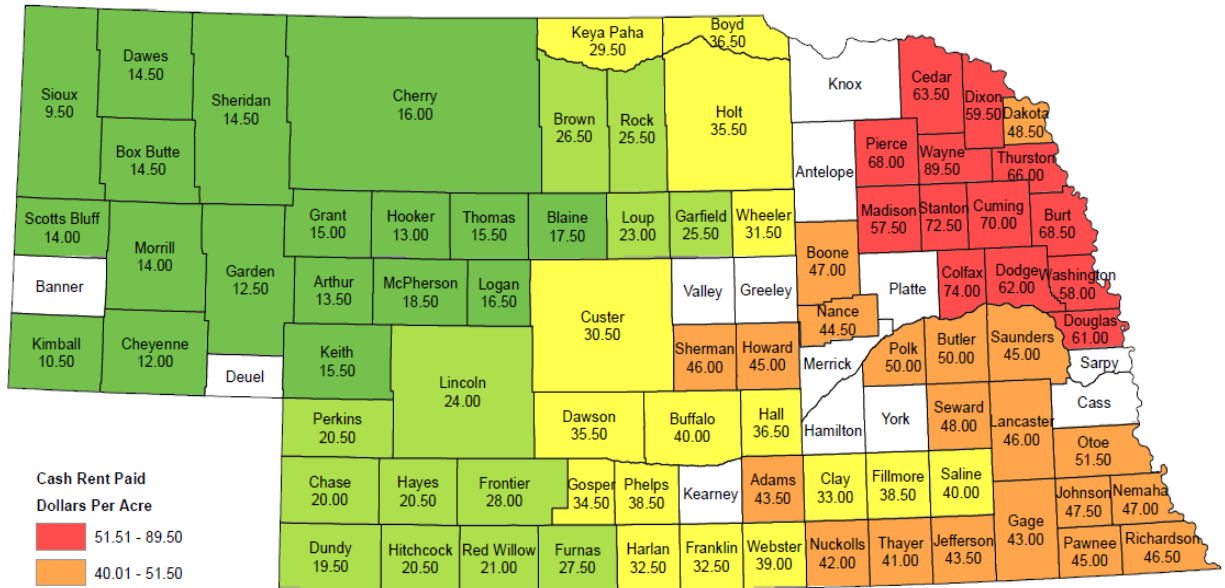 Keya Paha
29.50
Boyd
36.50
Dawes
14.50
Sioux
9.50
Sheridan
14.50
Cherry
16.00
Brown
26.50
Rock
25.50
Holt
35.50
Knox
Cedar
63.50
Dixon
59.50
Dakota
48.50
Box Butte
14.50
Antelope
Pierce
68.00
Wayne
89.50
Thurston
66.00
Scotts Bluff
14.00
Morrill
14.00
Garden
12.50
Grant
15.00
Hooker
13.00
Thomas
15.50
Blaine
17.50
Loup
23.00
Garfield
25.50
Wheeler
31.50
Madison
57.50
Stanton
72.50
Cuming
70.00
Burt
68.50
Boone
47.00
Banner
Arthur
13.50
McPherson
18.50
Logan
16.50
Custer
30.50
Valley
Greeley
Platte
Colfax
74.00
Dodge
62.00
Washington
58.00
Nance
44.50
Douglas
61.00
Kimball
10.50
Cheyenne
12.00
Deuel
Keith
15.50
Lincoln
24.00
Sherman
46.00
Howard
45.00
Merrick
Polk
50.00
Butler
50.00
Saunders
45.00
Sarpy
Cass
Perkins
20.50
Dawson
35.50
Buffalo
40.00
Hall
36.50
Hamilton
York
Seward
48.00
Lancaster
46.00
Otoe
51.50
Chase
20.00
Hayes
20.50
Frontier
28.00
Gosper
34.50
Phelps
38.50
Kearney
Adams
43.50
Clay
33.00
Fillmore
38.50
Saline
40.00
Gage
43.00
Johnson
47.50
Nemaha
47.00
Dundy
19.50
Hitchcock
20.50
Red Willow
21.00
Furnas
27.50
Harlan
32.50
Franklin
32.50
Webster
39.00
Nuckolls
42.00
Thayer
41.00
Jefferson
43.50
Pawnee
45.00
Richardson
46.50
Cash Rent Paid
Dollars Per Acre
51.51 - 89.50
40.01 - 51.50